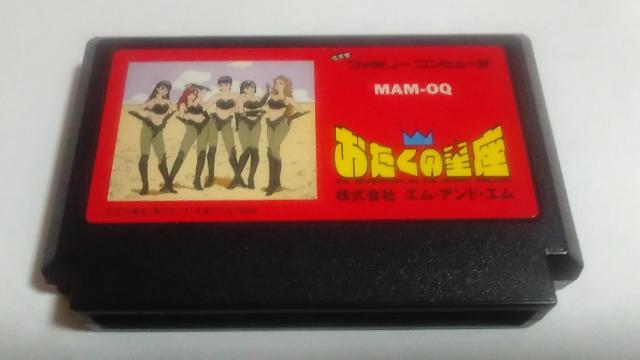 ファミリー コンピュータ
MAM-OQ
おたくの星座
株式会社 エム・アンド・エム